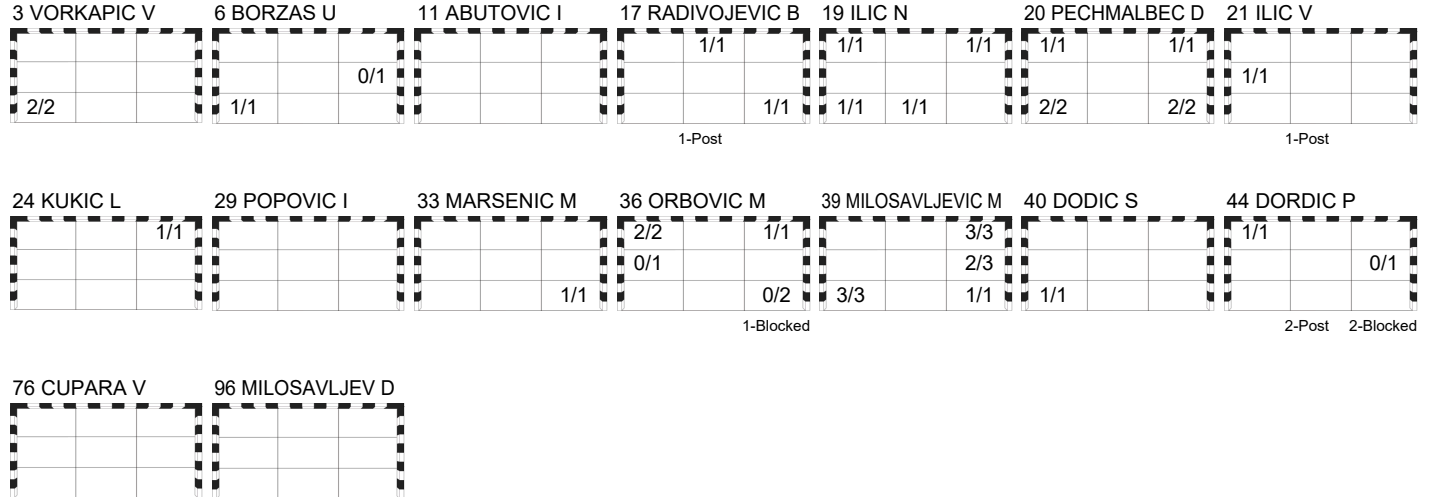 3 VORKAPIC V 6 BORZAS U 11 ABUTOVIC I 17 RADIVOJEVIC B 19 ILIC N 20 PECHMALBEC D 21 ILIC V
1/1 1/1 1/1 1/1 1/1
0/1 1/1
2/2 1/1 1/1 1/1 1/1 2/2 2/2
1-Post 1-Post
24 KUKIC L 29 POPOVIC I 33 MARSENIC M 36 ORBOVIC M 39 MILOSAVLJEVIC M 40 DODIC S 44 DORDIC P
1/1 2/2 1/1 3/3 1/1
0/1 2/3 0/1
1/1 0/2 3/3 1/1 1/1
1-Blocked 2-Post 2-Blocked
76 CUPARA V 96 MILOSAVLJEV D